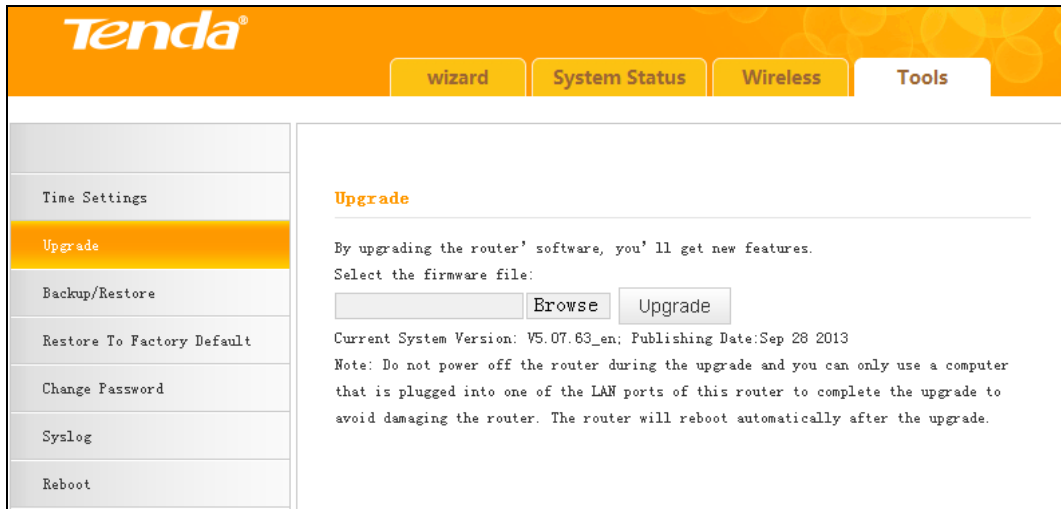 Tenda®
wizard System Status Wireless Tools
Time Settings
Upgrade
Backup/Restore
Restore To Factory Default
Change Password
Syslog
Reboot
Upgrade
By upgrading the router' software, you'll get new features.
Select the firmware file:
Browse Upgrade
Current System Version: V5.07.63_en; Publishing Date:Sep 28 2013
Note: Do not power off the router during the upgrade and you can only use a computer
that is plugged into one of the LAN ports of this router to complete the upgrade to
avoid damaging the router. The router will reboot automatically after the upgrade.